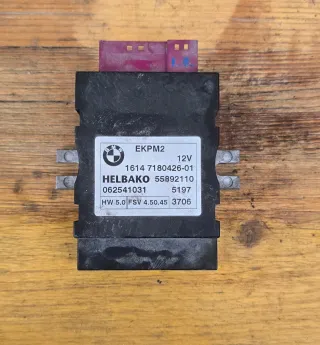 EKPM2
12V
1614 7180426-01
HELBAKO 55892110
062541031 5197
HW 5.0 FSV 4.50.45 3706